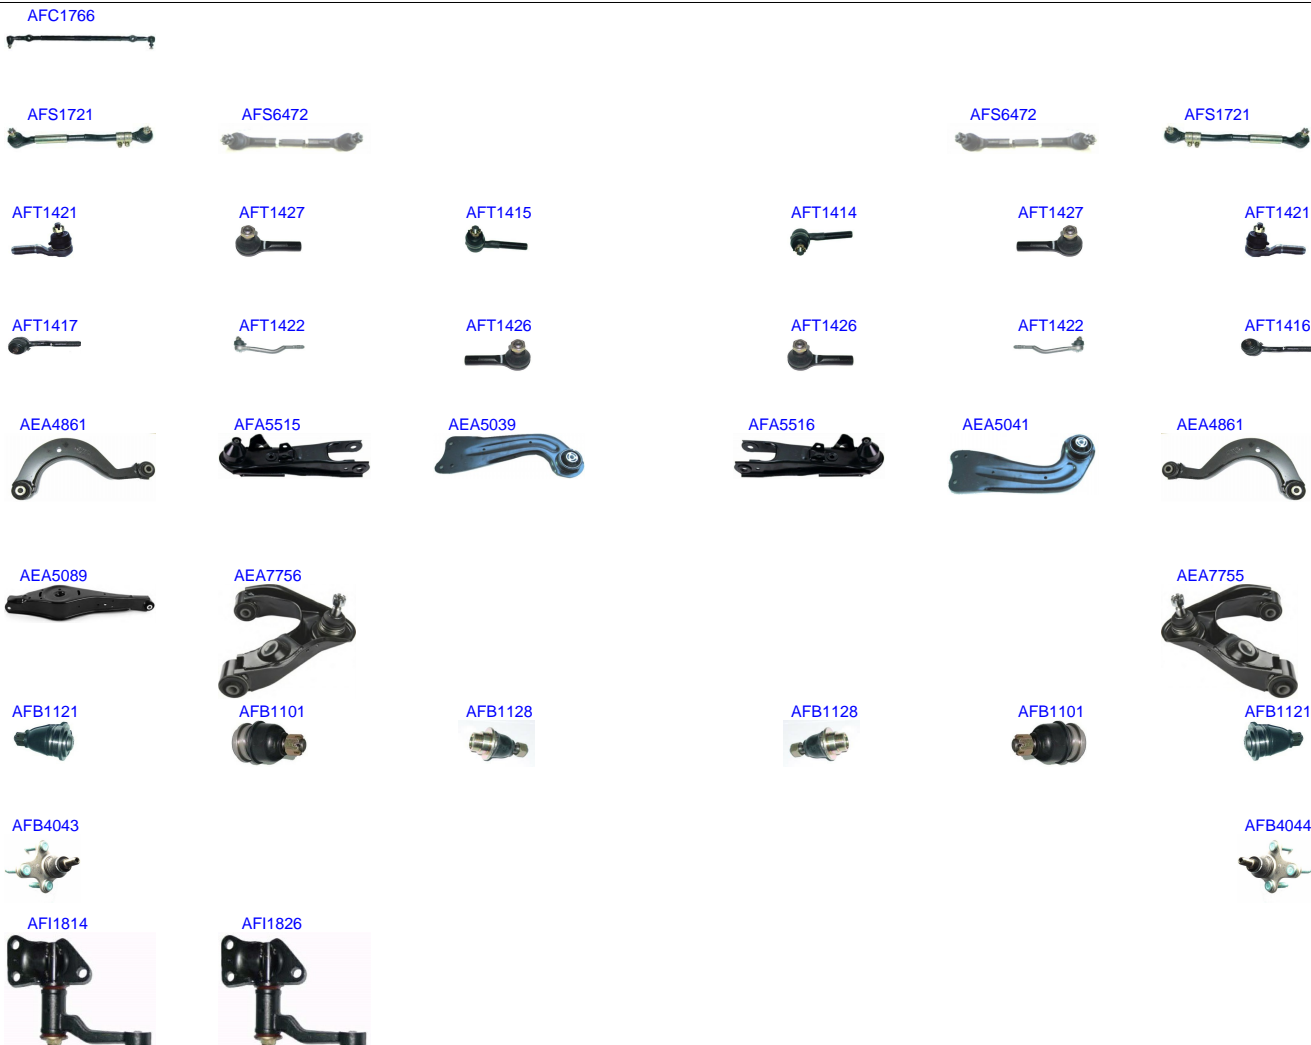 AFC1766
AFS1721 AFS6472 AFS6472 AFS1721
AFT1421 AFT1427 AFT1415 AFT1414 AFT1427 AFT1421
AFT1417 AFT1422 AFT1426 AFT1426 AFT1422 AFT1416
AEA4861 AFA5515 AEA5039 AFA5516 AEA5041 AEA4861
AEA5089 AEA7756 AEA7755
AFB1121 AFB1101 AFB1128 AFB1128 AFB1101 AFB1121
AFB4043 AFB4044
AFI1814 AFI1826